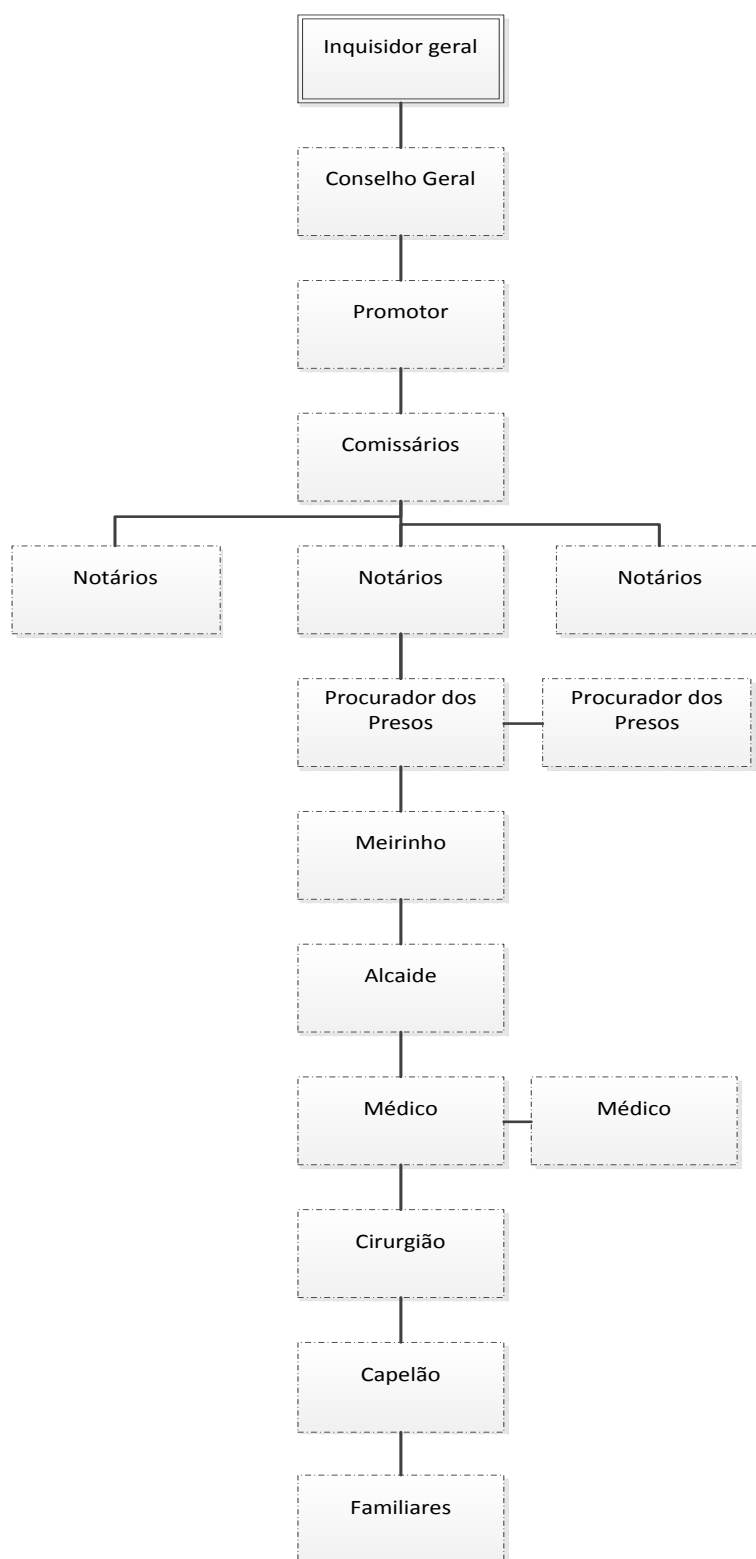 Inquisidor geral
Conselho Geral
Promotor
Comissários
Notários
Notários
Notários
Procurador dos
Presos
Procurador dos
Presos
Meirinho
Alcaide
Médico
Médico
Cirurgião
Capelão
Familiares